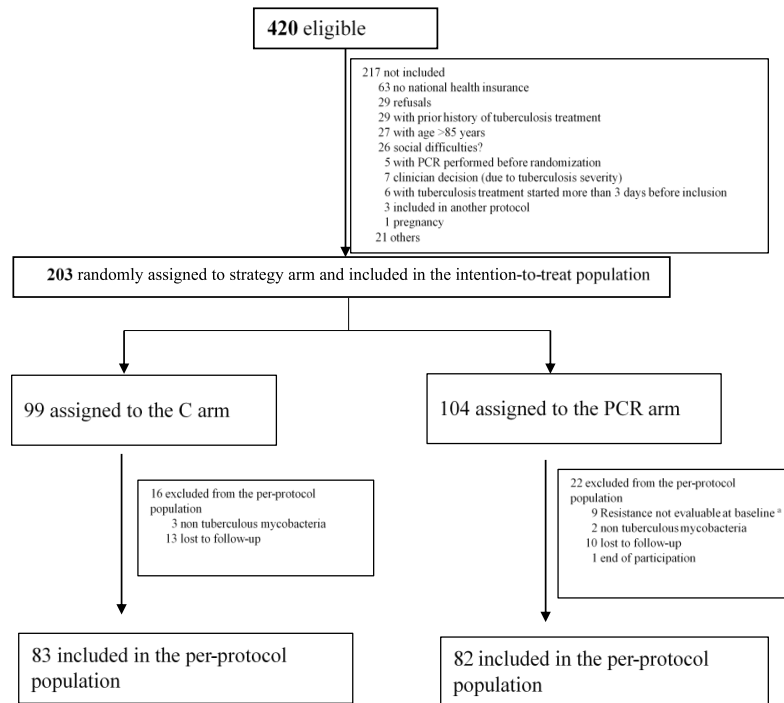 420 eligible
217 not included
63 no national health insurance
29 refusals
29 with prior history of tuberculosis treatment
27 with age >85 years
26 social difficulties?
5 with PCR performed before randomization
7 clinician decision (due to tuberculosis severity)
6 with tuberculosis treatment started more than 3 days before inclusion
3 included in another protocol
1 pregnancy
21 others
203 randomly assigned to strategy arm and included in the intention-to-treat population
99 assigned to the C arm
104 assigned to the PCR arm
16 excluded from the per-protocol
population
3 non tuberculous mycobacteria
13 lost to follow-up
22 excluded from the per-protocol
population
9 Resistance not evaluable at baseline a
2 non tuberculous mycobacteria
10 lost to follow-up
1 end of participation
83 included in the per-protocol
population
82 included in the per-protocol
population